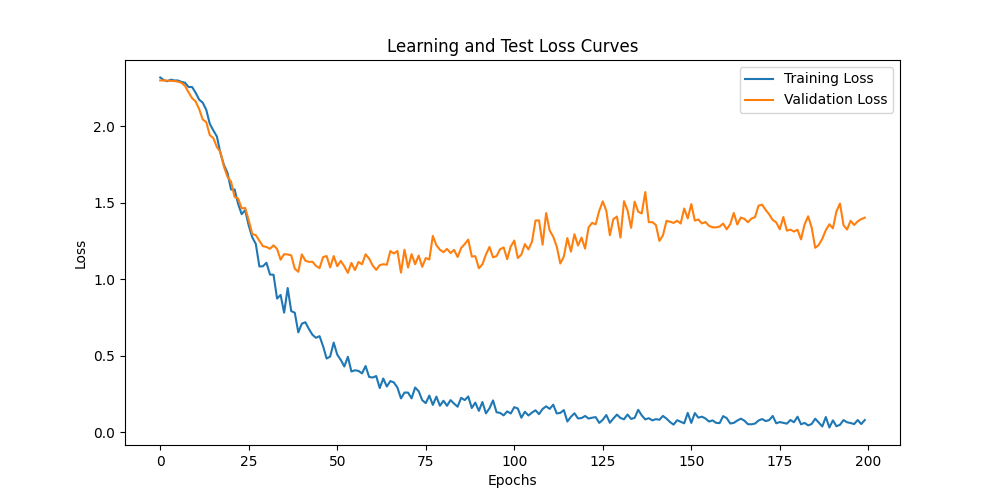 Learning and Test Loss Curves
Training Loss
Validation Loss
2.0
1.5
1.0
0.5
0.0
Loss
0 25 50 75 100 125 150 175 200
Epochs